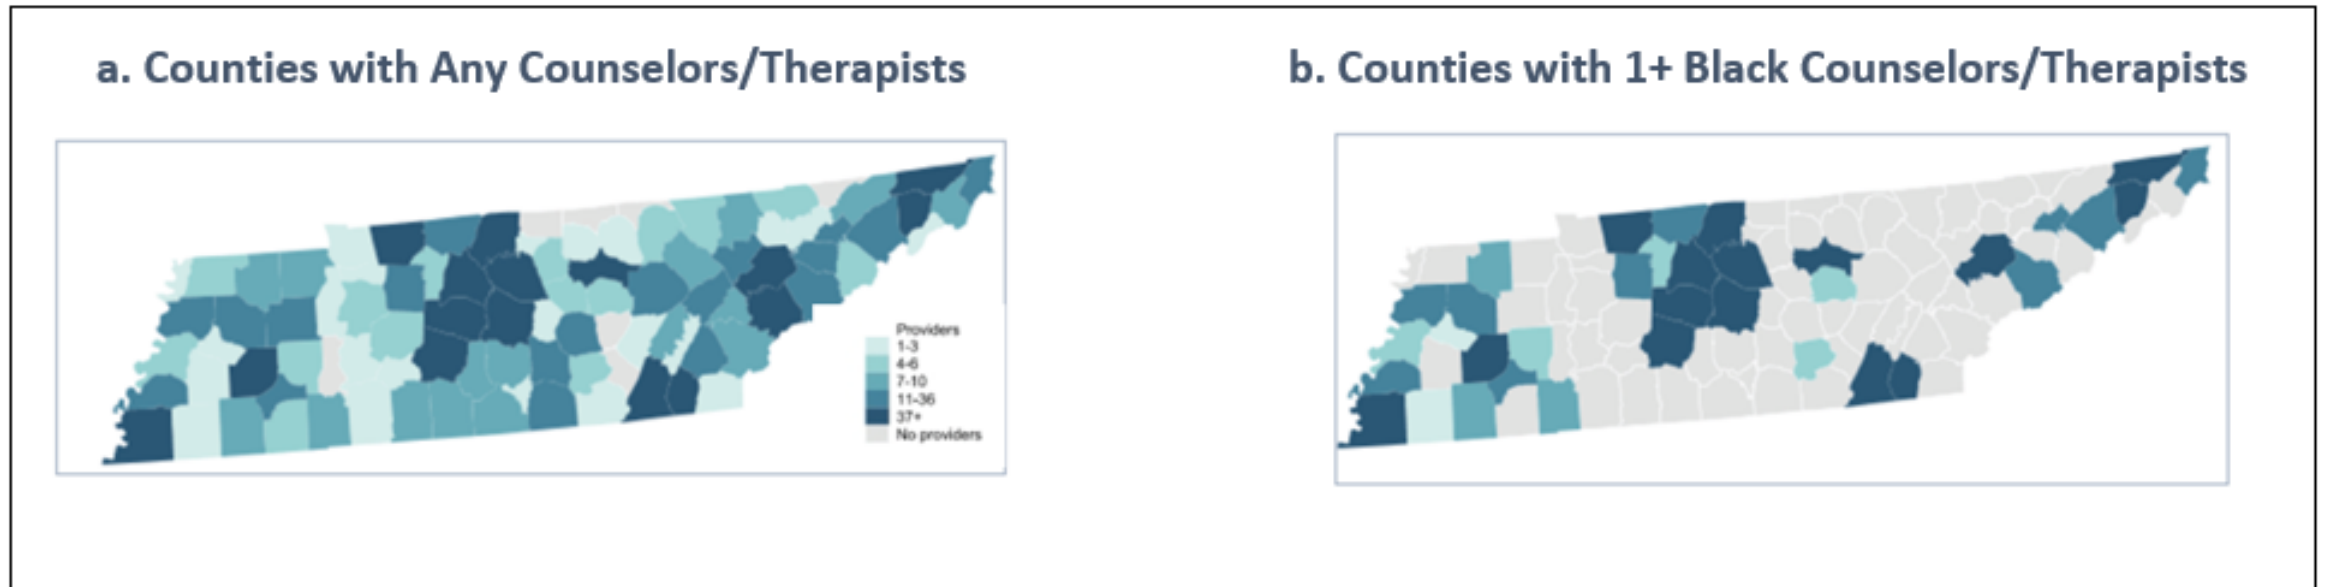 a. Counties with Any Counselors/Therapists
b. Counties with 1+ Black Counselors/Therapists
Providers
1-3
4-6
7-10
11-36
37+
No providers